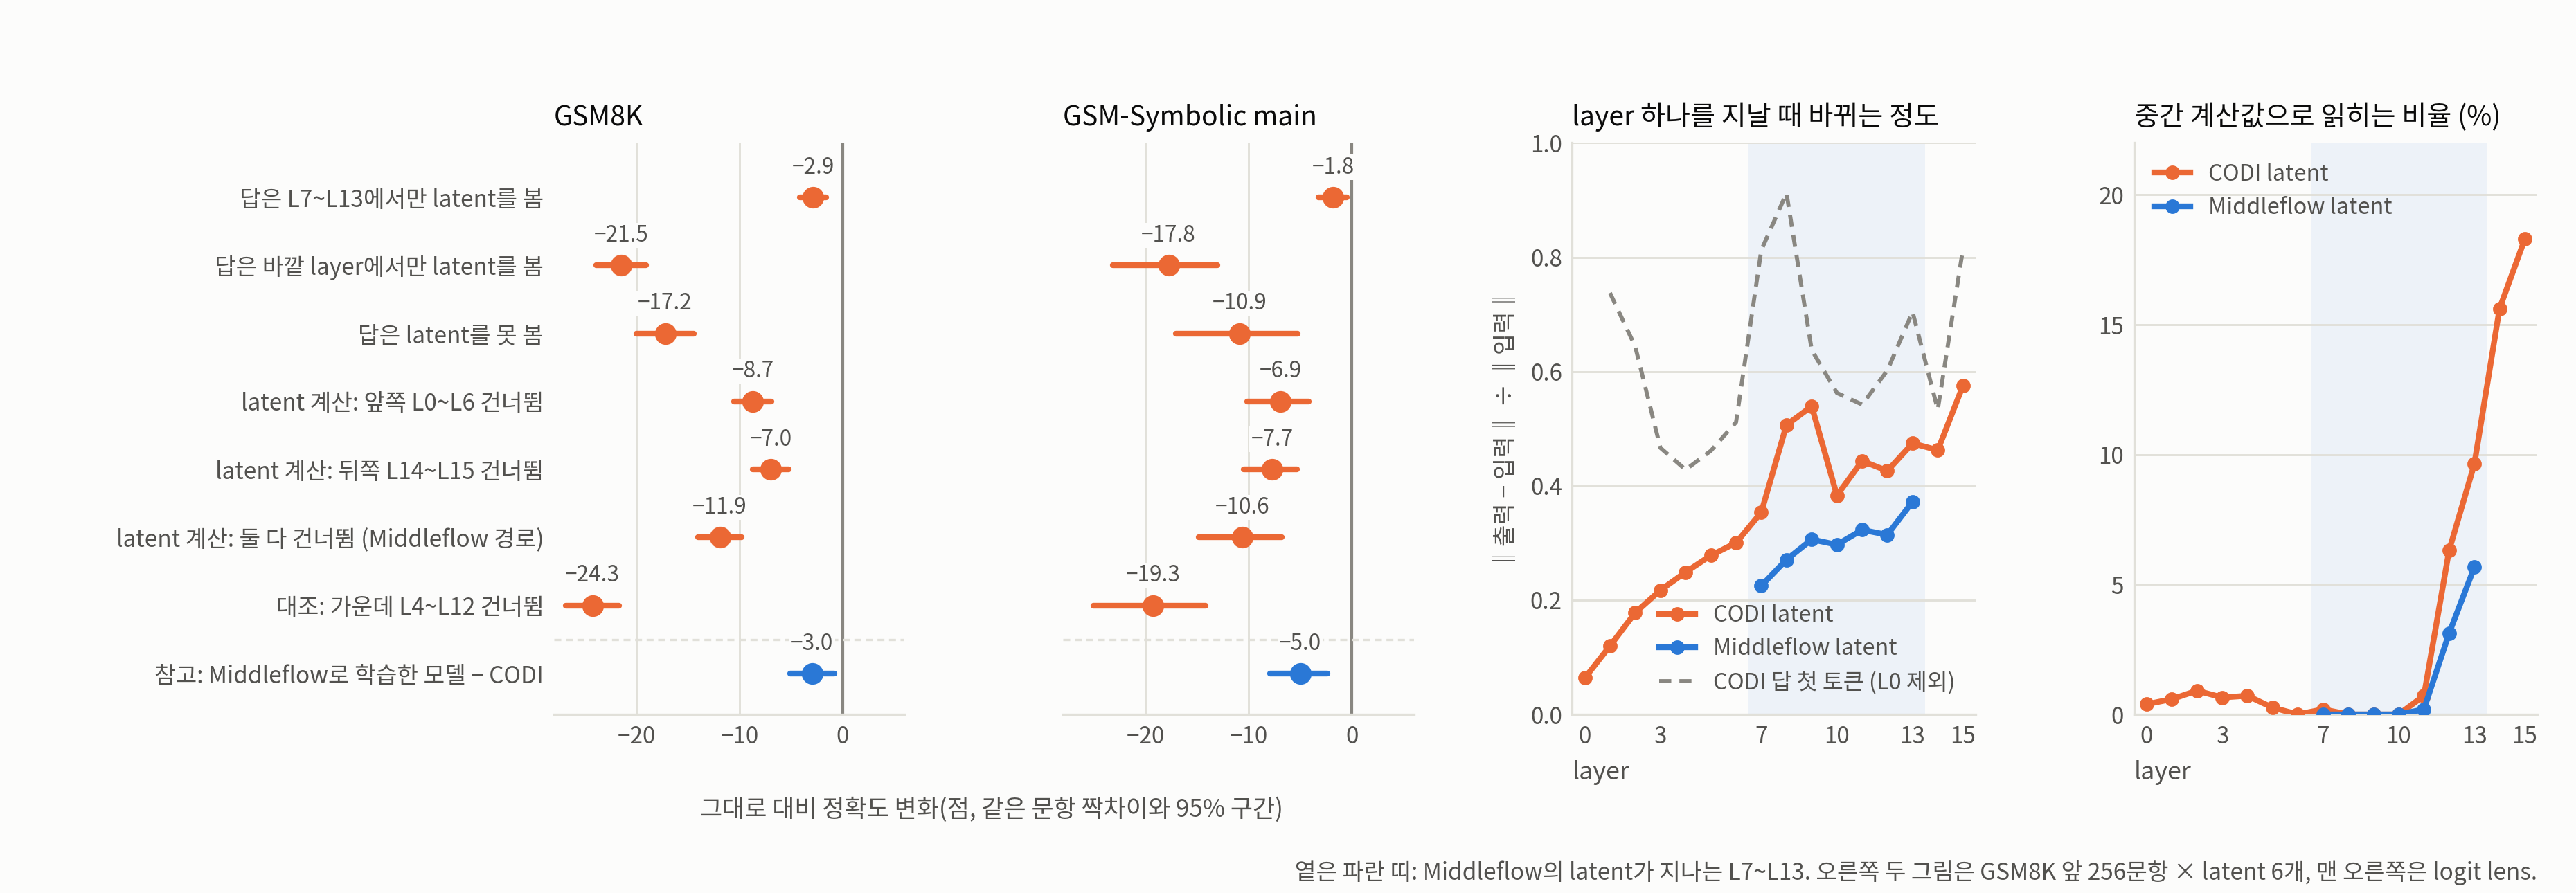 GSM8K
GSM-Symbolic main
layer 하나를 지날 때 바뀌는 정도
중간 계산값으로 읽히는 비율 (%)
답은 L7~L13에서만 latent를 봄
답은 바깥 layer에서만 latent를 봄
답은 latent를 못 봄
latent 계산: 앞쪽 L0~L6 건너뜀
latent 계산: 뒤쪽 L14~L15 건너뜀
latent 계산: 둘 다 건너뜀 (Middleflow 경로)
대조: 가운데 L4~L12 건너뜀
참고: Middleflow로 학습한 모델 − CODI
−2.9
−21.5
−17.2
−8.7
−7.0
−11.9
−24.3
−3.0
−20
−10
0
−1.8
−17.8
−10.9
−6.9
−7.7
−10.6
−19.3
−5.0
−20
−10
0
그대로 대비 정확도 변화(점, 같은 문항 짝차이와 95% 구간)
‖ 출력 − 입력 ‖ ÷ ‖ 입력 ‖
1.0
0.8
0.6
0.4
0.2
0.0
CODI latent
Middleflow latent
CODI 답 첫 토큰 (L0 제외)
0
3
7
10
13
15
layer
CODI latent
Middleflow latent
20
15
10
5
0
0
3
7
10
13
15
layer
옅은 파란 띠: Middleflow의 latent가 지나는 L7~L13. 오른쪽 두 그림은 GSM8K 앞 256문항 × latent 6개, 맨 오른쪽은 logit lens.